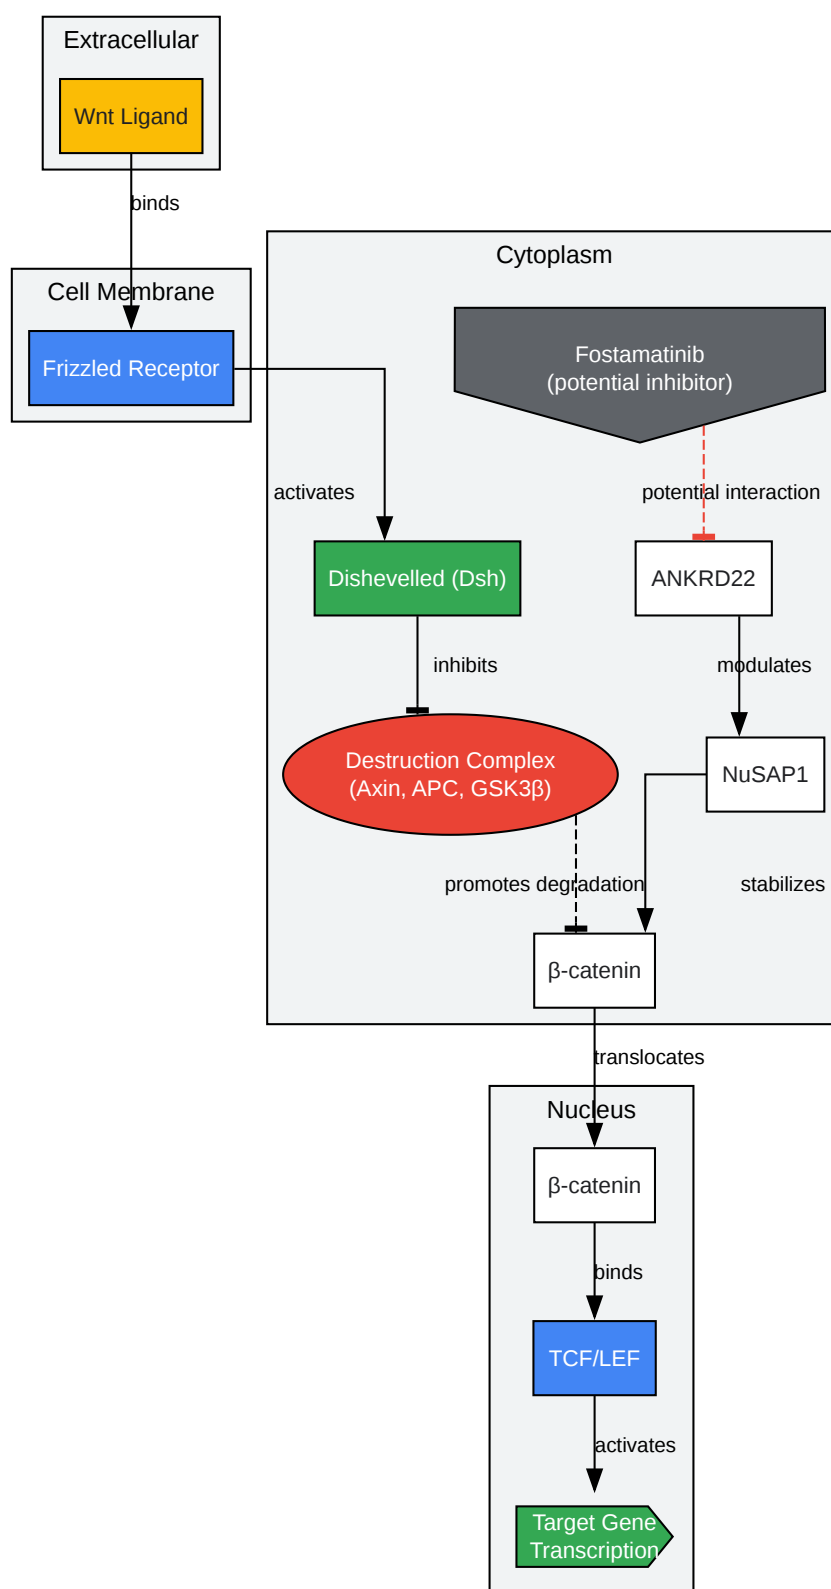 Extracellular
Wnt Ligand
binds
Cell Membrane
Frizzled Receptor
Cytoplasm
Fostamatinib
(potential inhibitor)
activates
potential interaction
Dishevelled (Dsh)
ANKRD22
inhibits
modulates
Destruction Complex
(Axin, APC, GSK3β)
NuSAP1
promotes degradation
stabilizes
β-catenin
translocates
Nucleus
β-catenin
binds
TCF/LEF
activates
Target Gene
Transcription